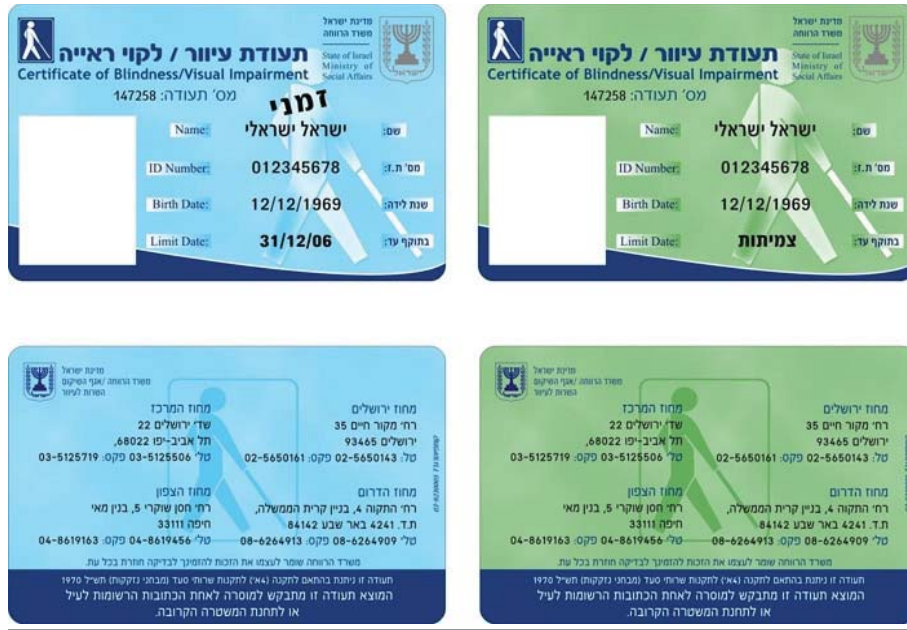 מדינת ישראל
משרד הרווחה
State of Israel
Ministry of
Social Affairs
ישראל
תעודת עיוור / לקוי ראייה
Certificate of Blindness/Visual Impairment
מס׳ תעודה: 147258
זמני
שם: ישראל ישראלי Name:
מס׳ ת.ז: 012345678 ID Number:
שנת לידה: 12/12/1969 Birth Date:
בתוקף עד: 31/12/06 Limit Date:
מדינת ישראל
משרד הרווחה
State of Israel
Ministry of
Social Affairs
ישראל
תעודת עיוור / לקוי ראייה
Certificate of Blindness/Visual Impairment
מס׳ תעודה: 147258
שם: ישראל ישראלי Name:
מס׳ ת.ז: 012345678 ID Number:
שנת לידה: 12/12/1969 Birth Date:
בתוקף עד: צמיתות Limit Date:
מדינת ישראל
משרד הרווחה /אגף השיקום
השרות לעיוור
מחוז ירושלים
רח׳ מקור חיים 35
ירושלים 93465
טל׳: 02-5650143 פקס: 02-5650161
מחוז המרכז
שד׳ ירושלים 22
תל אביב-יפו 68022,
טל׳ 03-5125506 פקס: 03-5125719
מחוז הדרום
רח׳ התקווה 4, בניין קרית הממשלה,
ת.ד. 4241 באר שבע 84142
טל׳ 08-6264909 פקס: 08-6264913
מחוז הצפון
רח׳ חסן שוקרי 5, בנין מאי
חיפה 33111
טל׳ 04-8619456 פקס: 04-8619163
משרד הרווחה שומר לעצמו את הזכות להזמינך לבדיקה חוזרת בכל עת.
תעודה זו ניתנת בהתאם לתקנה (4א׳) לתקנות שרותי סעד (מבחני נזקקות) תשי״ל 1970
המוצא תעודה זו מתבקש למוסרה לאחת הכתובות הרשומות לעיל
או לתחנת המשטרה הקרובה.
מדינת ישראל
משרד הרווחה /אגף השיקום
השרות לעיוור
מחוז ירושלים
רח׳ מקור חיים 35
ירושלים 93465
טל׳: 02-5650143 פקס: 02-5650161
מחוז המרכז
שד׳ ירושלים 22
תל אביב-יפו 68022,
טל׳ 03-5125506 פקס: 03-5125719
מחוז הדרום
רח׳ התקווה 4, בניין קרית הממשלה,
ת.ד. 4241 באר שבע 84142
טל׳ 08-6264909 פקס: 08-6264913
מחוז הצפון
רח׳ חסן שוקרי 5, בנין מאי
חיפה 33111
טל׳ 04-8619456 פקס: 04-8619163
משרד הרווחה שומר לעצמו את הזכות להזמינך לבדיקה חוזרת בכל עת.
תעודה זו ניתנת בהתאם לתקנה (4א׳) לתקנות שרותי סעד (מבחני נזקקות) תשי״ל 1970
המוצא תעודה זו מתבקש למוסרה לאחת הכתובות הרשומות לעיל
או לתחנת המשטרה הקרובה.